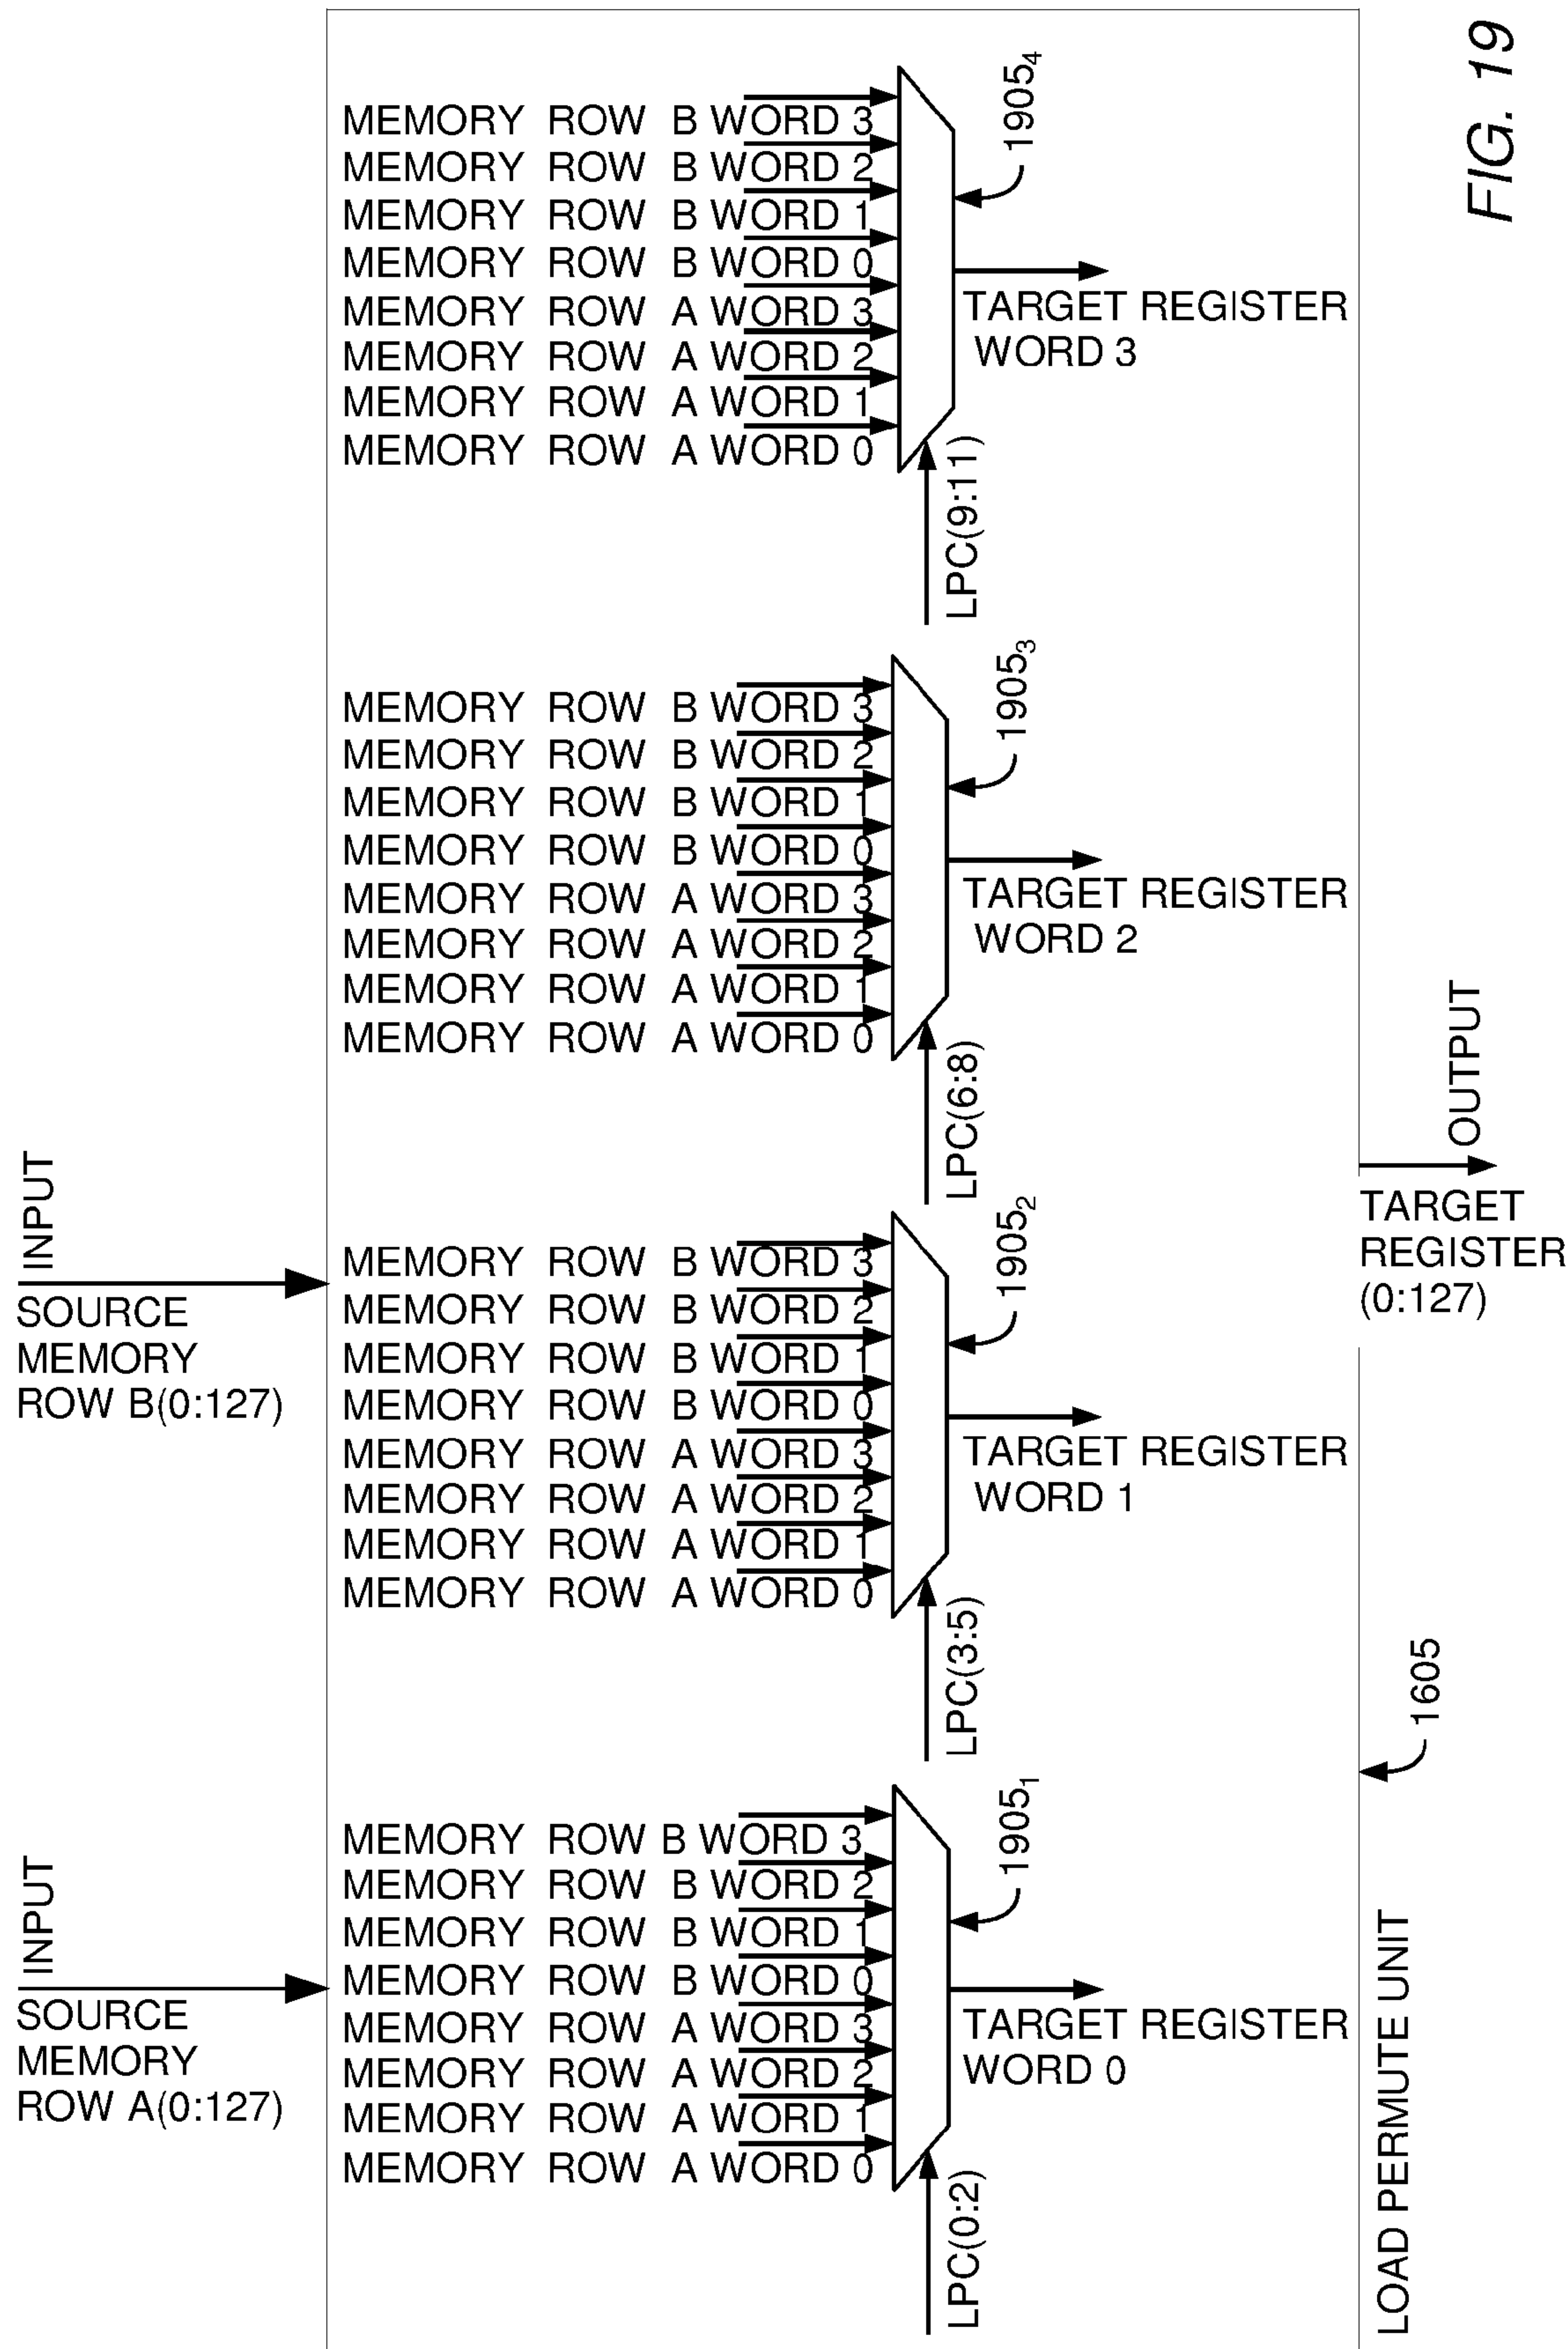 INPUT
SOURCE
MEMORY
ROW A(0:127)
INPUT
SOURCE
MEMORY
ROW B(0:127)
MEMORY ROW B WORD 3
MEMORY ROW B WORD 2
MEMORY ROW B WORD 1
MEMORY ROW B WORD 0
MEMORY ROW A WORD 3
MEMORY ROW A WORD 2
MEMORY ROW A WORD 1
MEMORY ROW A WORD 0
LPC(9:11)
1905₄
TARGET REGISTER
WORD 3
MEMORY ROW B WORD 3
MEMORY ROW B WORD 2
MEMORY ROW B WORD 1
MEMORY ROW B WORD 0
MEMORY ROW A WORD 3
MEMORY ROW A WORD 2
MEMORY ROW A WORD 1
MEMORY ROW A WORD 0
LPC(6:8)
1905₃
TARGET REGISTER
WORD 2
MEMORY ROW B WORD 3
MEMORY ROW B WORD 2
MEMORY ROW B WORD 1
MEMORY ROW B WORD 0
MEMORY ROW A WORD 3
MEMORY ROW A WORD 2
MEMORY ROW A WORD 1
MEMORY ROW A WORD 0
LPC(3:5)
1905₂
TARGET REGISTER
WORD 1
MEMORY ROW B WORD 3
MEMORY ROW B WORD 2
MEMORY ROW B WORD 1
MEMORY ROW B WORD 0
MEMORY ROW A WORD 3
MEMORY ROW A WORD 2
MEMORY ROW A WORD 1
MEMORY ROW A WORD 0
LPC(0:2)
1905₁
TARGET REGISTER
WORD 0
OUTPUT
TARGET
REGISTER
(0:127)
LOAD PERMUTE UNIT
1605
FIG. 19